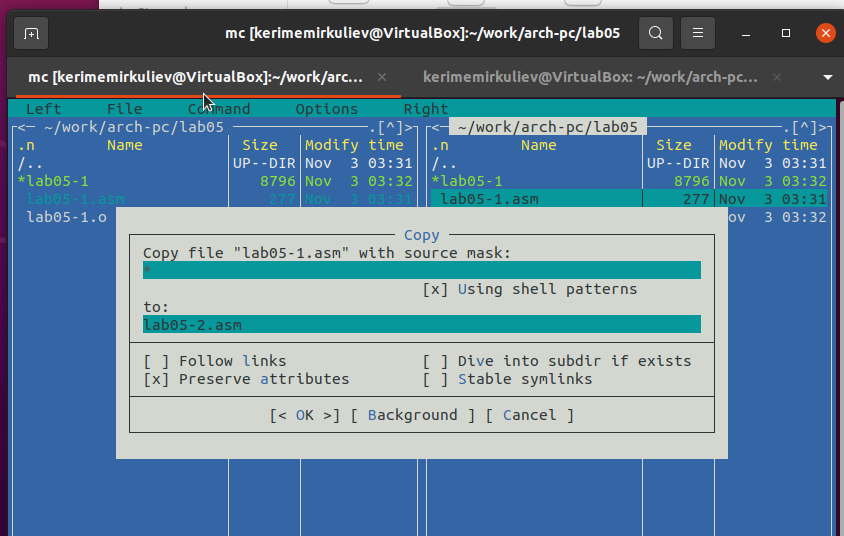 mc [kerimemirkuliev@VirtualBox]:~/work/arch-pc/lab05
mc [kerimemirkuliev@VirtualBox]:~/work/arc... × kerimemirkuliev@VirtualBox: ~/work/arch-pc... ×
Left File Command Options Right
<─ ~/work/arch-pc/lab05 ─.[^]> <─ ~/work/arch-pc/lab05 ─.[^]>
.n Name Size Modify time .n Name Size Modify time
/.. UP--DIR Nov 3 03:31 /.. UP--DIR Nov 3 03:31
*lab05-1 8796 Nov 3 03:32 *lab05-1 8796 Nov 3 03:32
lab05-1.asm 277 Nov 3 03:31 lab05-1.asm 277 Nov 3 03:31
lab05-1.o ov 3 03:32
Copy
Copy file "lab05-1.asm" with source mask:
*
[x] Using shell patterns
to:
lab05-2.asm
[ ] Follow links [ ] Dive into subdir if exists
[x] Preserve attributes [ ] Stable symlinks
[< OK >] [ Background ] [ Cancel ]